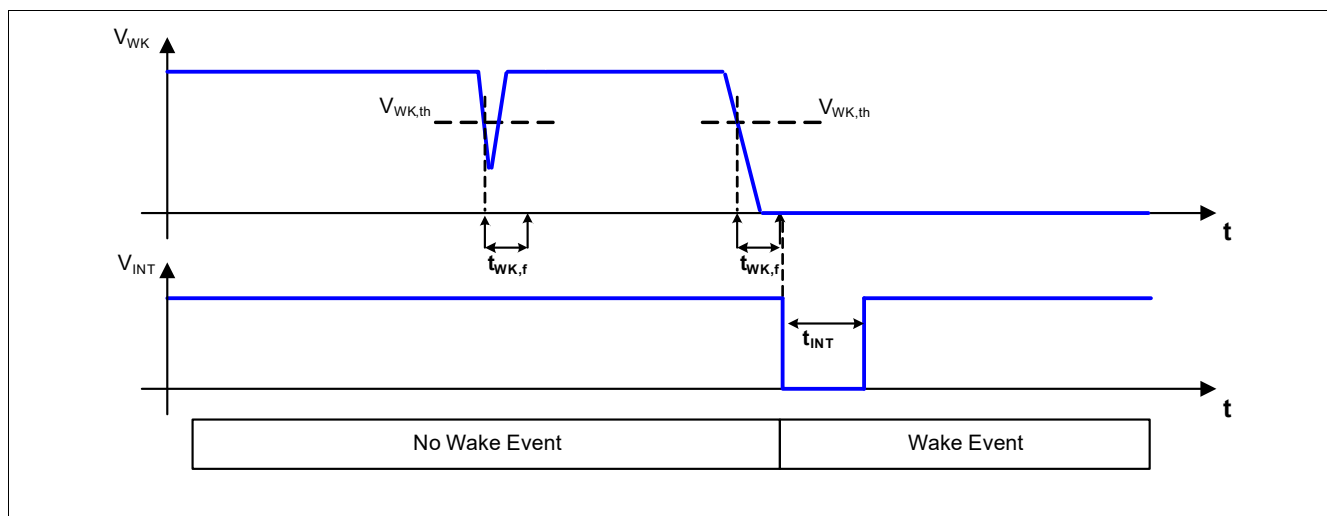 VWK
VWK,th
VWK,th
t
tWK,f
tWK,f
VINT
tINT
t
No Wake Event
Wake Event